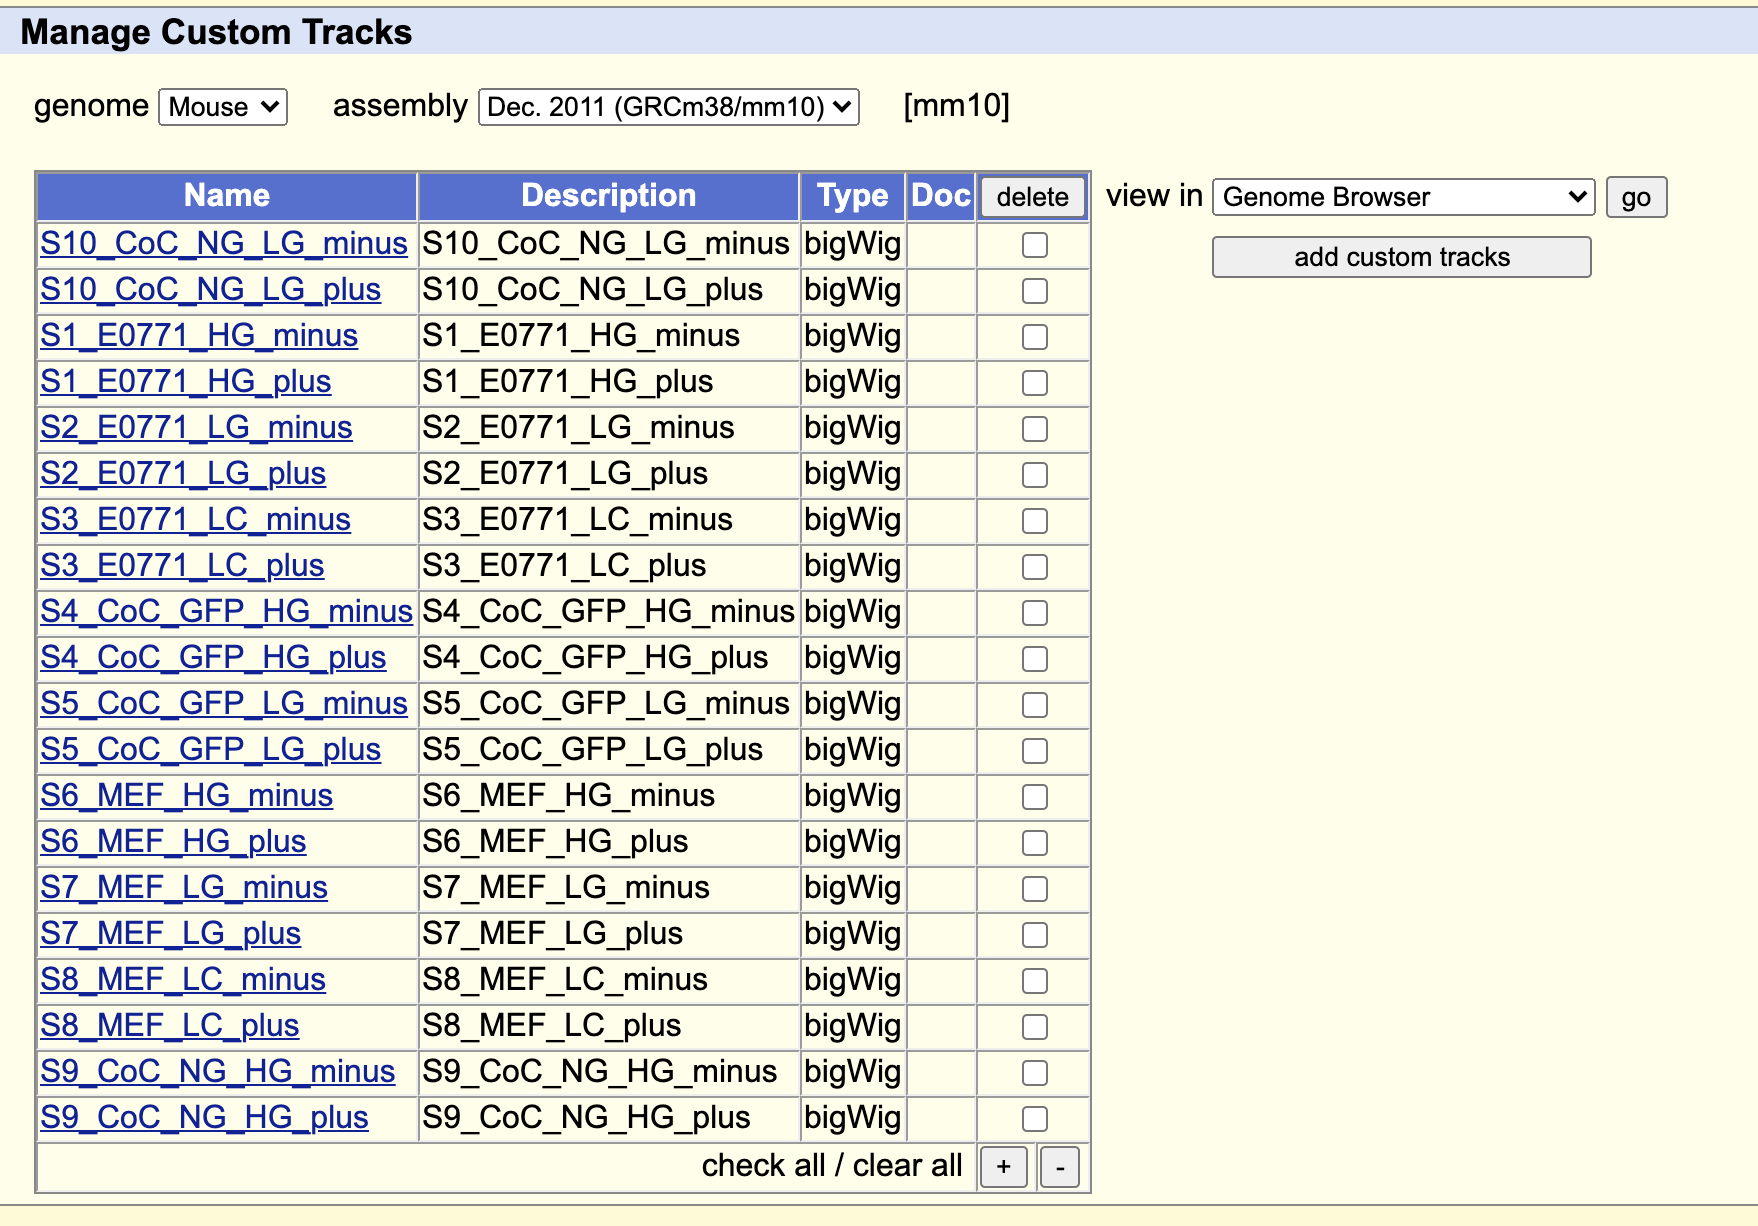 Manage Custom Tracks
genome Mouse assembly Dec. 2011 (GRCm38/mm10) [mm10]
Name Description Type Doc delete view in Genome Browser go
add custom tracks
S10_CoC_NG_LG_minus S10_CoC_NG_LG_minus bigWig
S10_CoC_NG_LG_plus S10_CoC_NG_LG_plus bigWig
S1_E0771_HG_minus S1_E0771_HG_minus bigWig
S1_E0771_HG_plus S1_E0771_HG_plus bigWig
S2_E0771_LG_minus S2_E0771_LG_minus bigWig
S2_E0771_LG_plus S2_E0771_LG_plus bigWig
S3_E0771_LC_minus S3_E0771_LC_minus bigWig
S3_E0771_LC_plus S3_E0771_LC_plus bigWig
S4_CoC_GFP_HG_minus S4_CoC_GFP_HG_minus bigWig
S4_CoC_GFP_HG_plus S4_CoC_GFP_HG_plus bigWig
S5_CoC_GFP_LG_minus S5_CoC_GFP_LG_minus bigWig
S5_CoC_GFP_LG_plus S5_CoC_GFP_LG_plus bigWig
S6_MEF_HG_minus S6_MEF_HG_minus bigWig
S6_MEF_HG_plus S6_MEF_HG_plus bigWig
S7_MEF_LG_minus S7_MEF_LG_minus bigWig
S7_MEF_LG_plus S7_MEF_LG_plus bigWig
S8_MEF_LC_minus S8_MEF_LC_minus bigWig
S8_MEF_LC_plus S8_MEF_LC_plus bigWig
S9_CoC_NG_HG_minus S9_CoC_NG_HG_minus bigWig
S9_CoC_NG_HG_plus S9_CoC_NG_HG_plus bigWig
check all / clear all + -